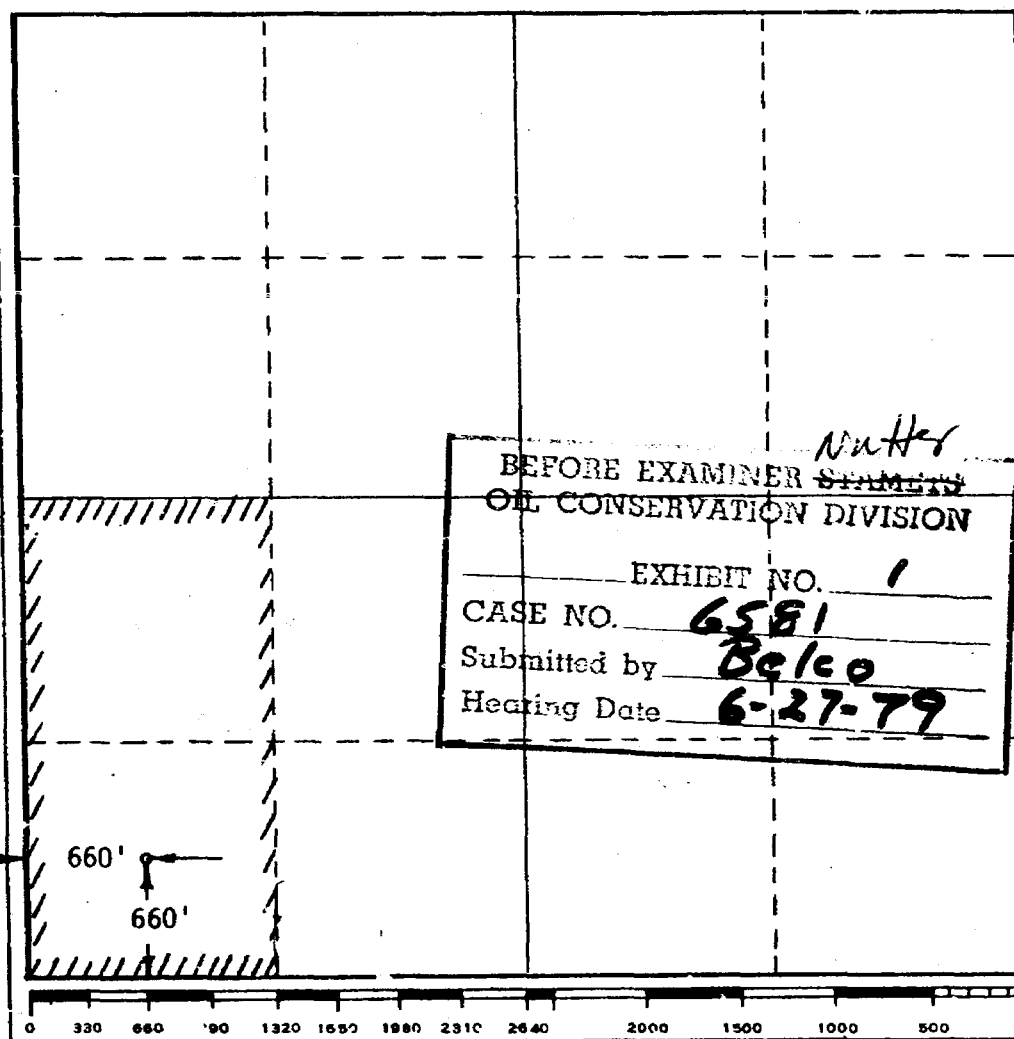 Nutter
BEFORE EXAMINER STAMETS
OIL CONSERVATION DIVISION
EXHIBIT NO. 1
CASE NO. 6581
Submitted by Belco
Hearing Date 6-27-79
660'
660'
0 330 660 '90 1320 1650 1980 2310 2640 2000 1500 1000 500